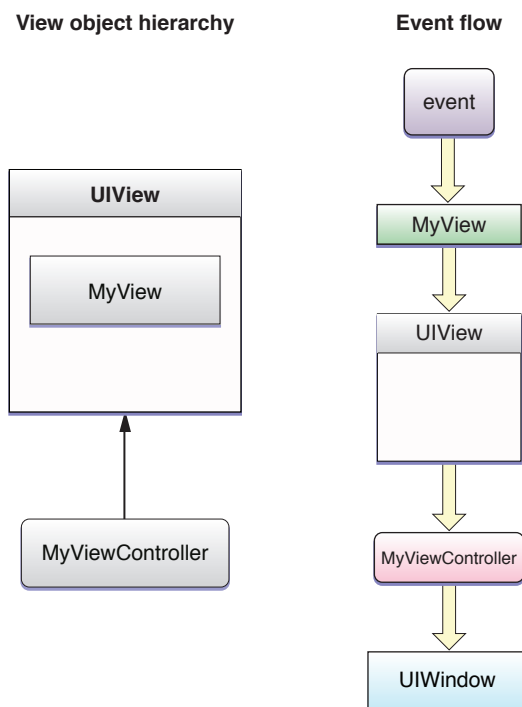 View object hierarchy
Event flow
UIView
MyView
MyViewController
event
MyView
UIView
MyViewController
UIWindow